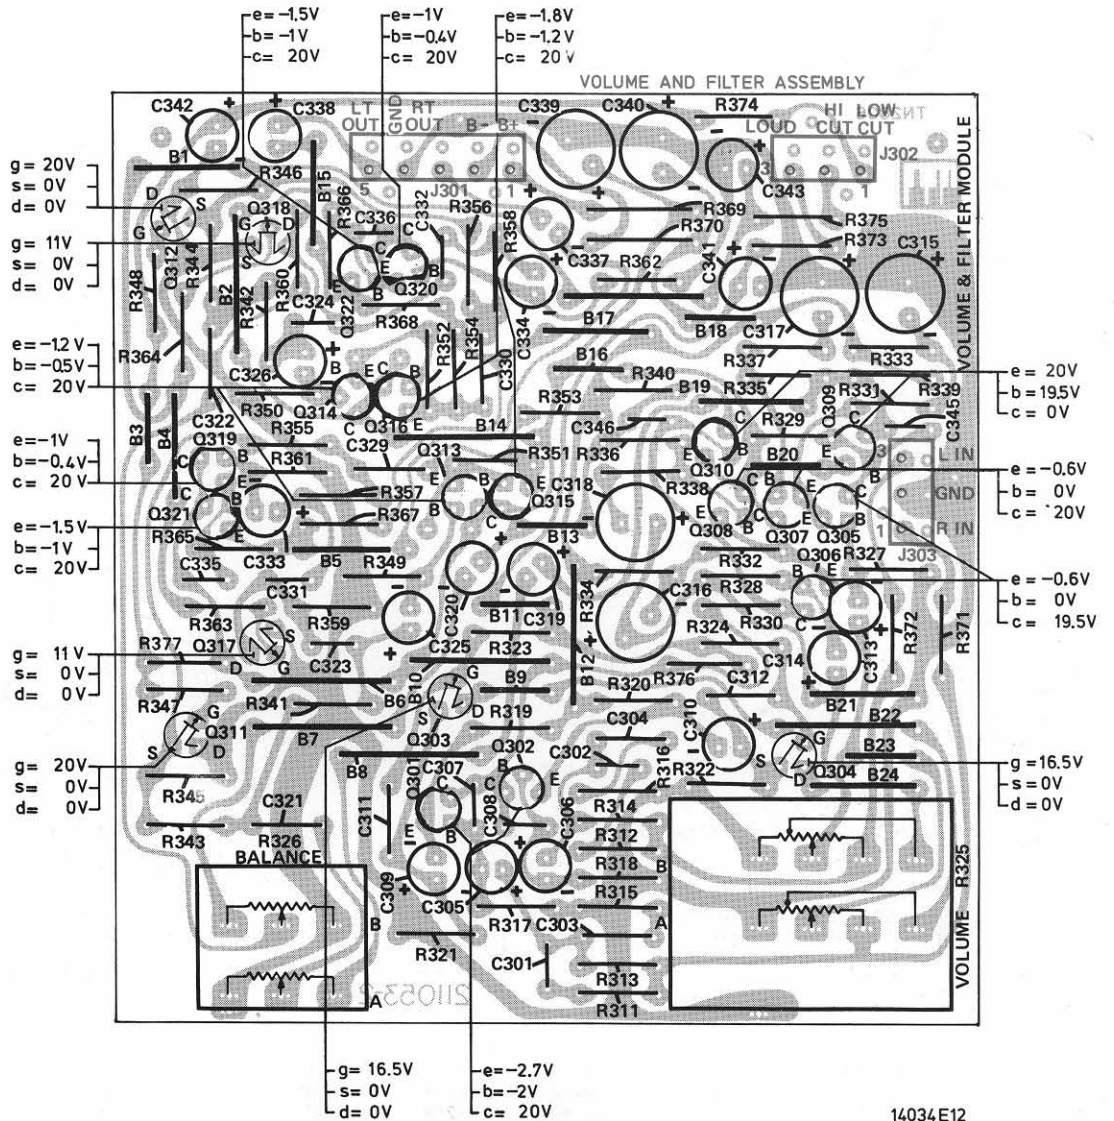 e= -1.5V
b= -1V
c= 20V
e= -1V
b= -0.4V
c= 20V
e= -1.8V
b= -1.2V
c= 20V
VOLUME AND FILTER ASSEMBLY
C342
C338
LT OUT
GND
RT OUT
B-
B+
C339
C340
R374
HI CUT
LOW CUT
LOUD
J302
3
1
C343
5
J301
1
g= 20V
s= 0V
d= 0V
B1
R346
B15
R366
C336
C332
R356
R358
D
S
G
Q318
G
D
S
R369
R370
R375
R373
C315
g= 11V
s= 0V
d= 0V
R348
Q312
R344
B2
R342
R360
C324
Q322
C
E
B
C
E
B
Q320
R368
C337
R362
C341
C334
B17
B18
C317
VOLUME & FILTER MODULE
R364
R352
R354
C330
B16
R337
R333
e= -1.2V
b= -0.5V
c= 20V
C326
R350
C322
B
Q314
E
C
C
B
Q316
E
R340
R335
B19
R331
R339
R353
C346
R329
Q309
C345
e= 20V
b= 19.5V
c= 0V
B3
B4
Q319
R355
R361
C329
B14
Q313
R351
R336
Q310
B20
3
L IN
GND
1
R IN
J303
e= -1V
b= -0.4V
c= 20V
C
B
E
R357
R367
E
B
C
Q315
C318
R338
Q308
Q307
Q305
e= -0.6V
b= 0V
c= 20V
Q321
R365
e= -1.5V
b= -1V
c= 20V
C335
C333
B5
R349
B13
R332
Q306
R327
C331
R363
R359
C320
B11
C319
R334
C316
R328
R330
R324
e= -0.6V
b= 0V
c= 19.5V
R372
R371
R377
Q317
S
D
G
C323
C325
R323
B12
R376
C314
C313
g= 11V
s= 0V
d= 0V
R347
R341
B6
B10
G
B9
R320
C312
B21
Q311
G
S
D
B7
Q303
S
D
R319
C304
C310
B22
B23
B24
B8
Q301
C307
Q302
C302
R316
R322
S
G
D
Q304
g= 16.5V
s= 0V
d= 0V
g= 20V
s= 0V
d= 0V
R345
C321
C311
C308
C306
R314
R312
R343
R326
BALANCE
R318
R315
B
A
C309
C305
R317
C303
R321
C301
R313
R311
VOLUME
R325
B
A
211053-2
g= 16.5V
s= 0V
d= 0V
e= -2.7V
b= -2V
c= 20V
14034E12